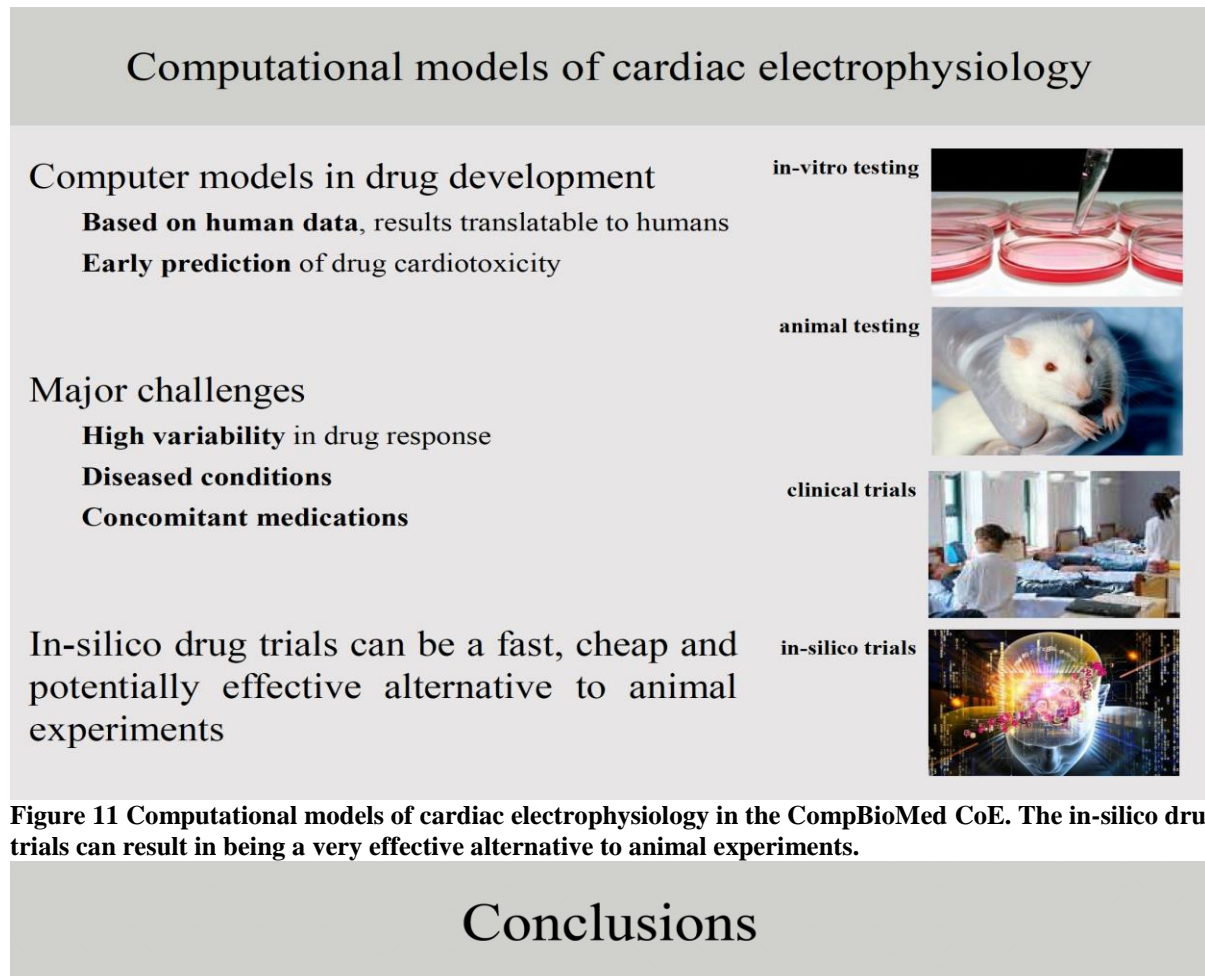 Computational models of cardiac electrophysiology
Computer models in drug development
Based on human data, results translatable to humans
Early prediction of drug cardiotoxicity
Major challenges
High variability in drug response
Diseased conditions
Concomitant medications
In-silico drug trials can be a fast, cheap and
potentially effective alternative to animal
experiments
in-vitro testing
animal testing
clinical trials
in-silico trials
Figure 11 Computational models of cardiac electrophysiology in the CompBioMed CoE. The in-silico dru
trials can result in being a very effective alternative to animal experiments.
Conclusions